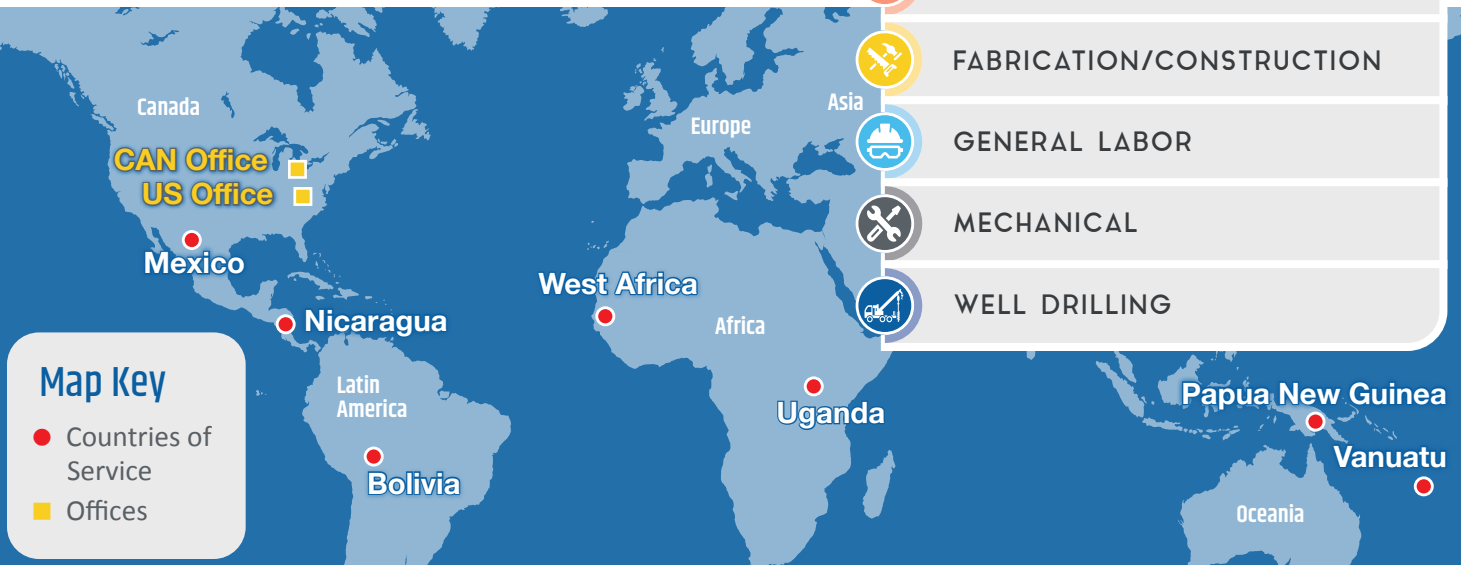 FABRICATION/CONSTRUCTION
GENERAL LABOR
MECHANICAL
WELL DRILLING
Canada
Europe
Asia
CAN Office
US Office
Mexico
Nicaragua
West Africa
Africa
Uganda
Latin
America
Bolivia
Papua New Guinea
Vanuatu
Oceania
Map Key
Countries of
Service
Offices